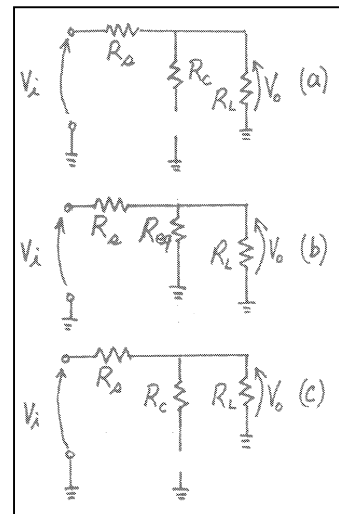 Rs
Vi Rc RL Vo (a)
Rs Req
Vi RL Vo (b)
Rs
Vi Rc RL Vo (c)